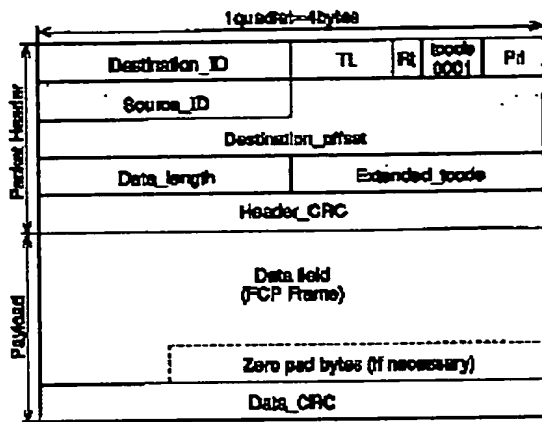 1quadlet=4bytes
Packet Header
Destination_ID
TL
Rt
tcode
0001
Pri
Source_ID
Destination_offset
Data_length
Extended_tcode
Header_CRC
Payload
Data field
(FCP Frame)
Zero pad bytes (if necessary)
Data_CRC